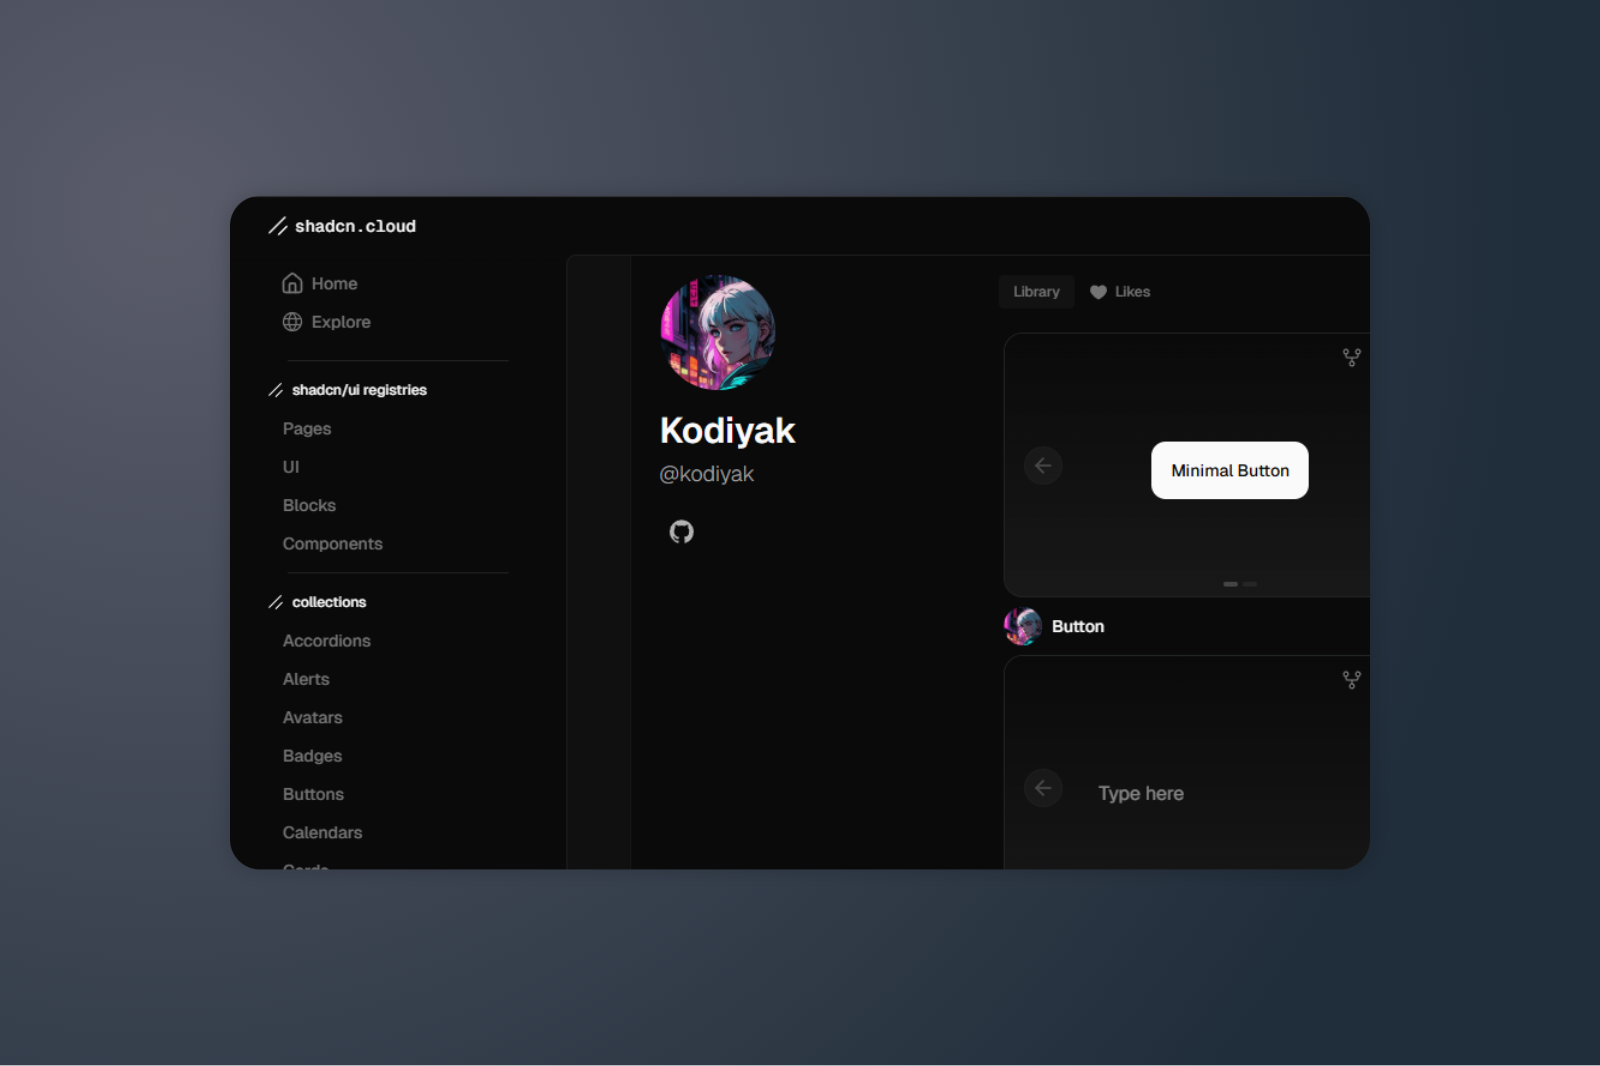 shadcn.cloud
Home
Explore
shadcn/ui registries
Pages
UI
Blocks
Components
collections
Accordions
Alerts
Avatars
Badges
Buttons
Calendars
Kodiyak
@kodiyak
Library
Likes
Minimal Button
Button
Type here